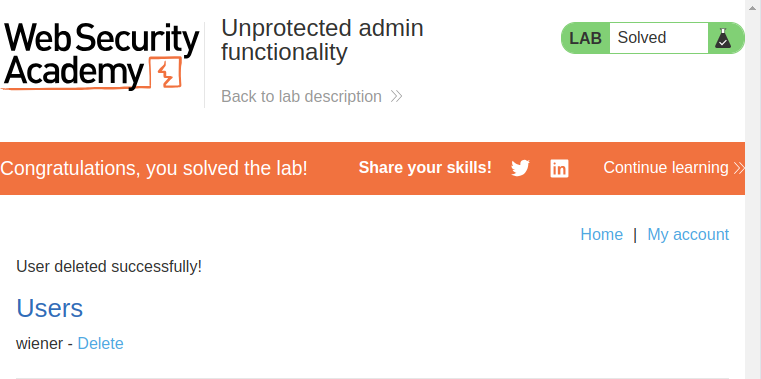 Web Security
Academy
Unprotected admin
functionality
Back to lab description
LAB Solved
Congratulations, you solved the lab!
Share your skills!
Continue learning
Home | My account
User deleted successfully!
Users
wiener - Delete